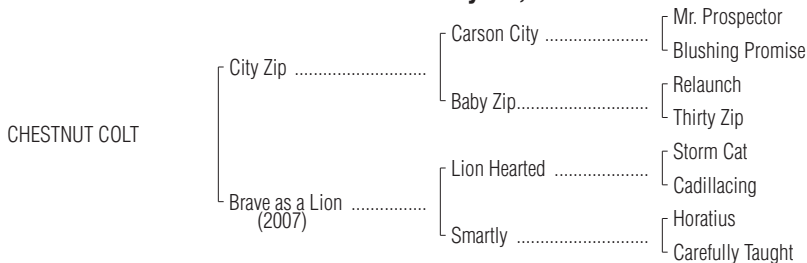 Carson City
Mr. Prospector
Blushing Promise
City Zip
Baby Zip
Relaunch
Thirty Zip
CHESTNUT COLT
Lion Hearted
Storm Cat
Cadillacing
Brave as a Lion
(2007)
Smartly
Horatius
Carefully Taught